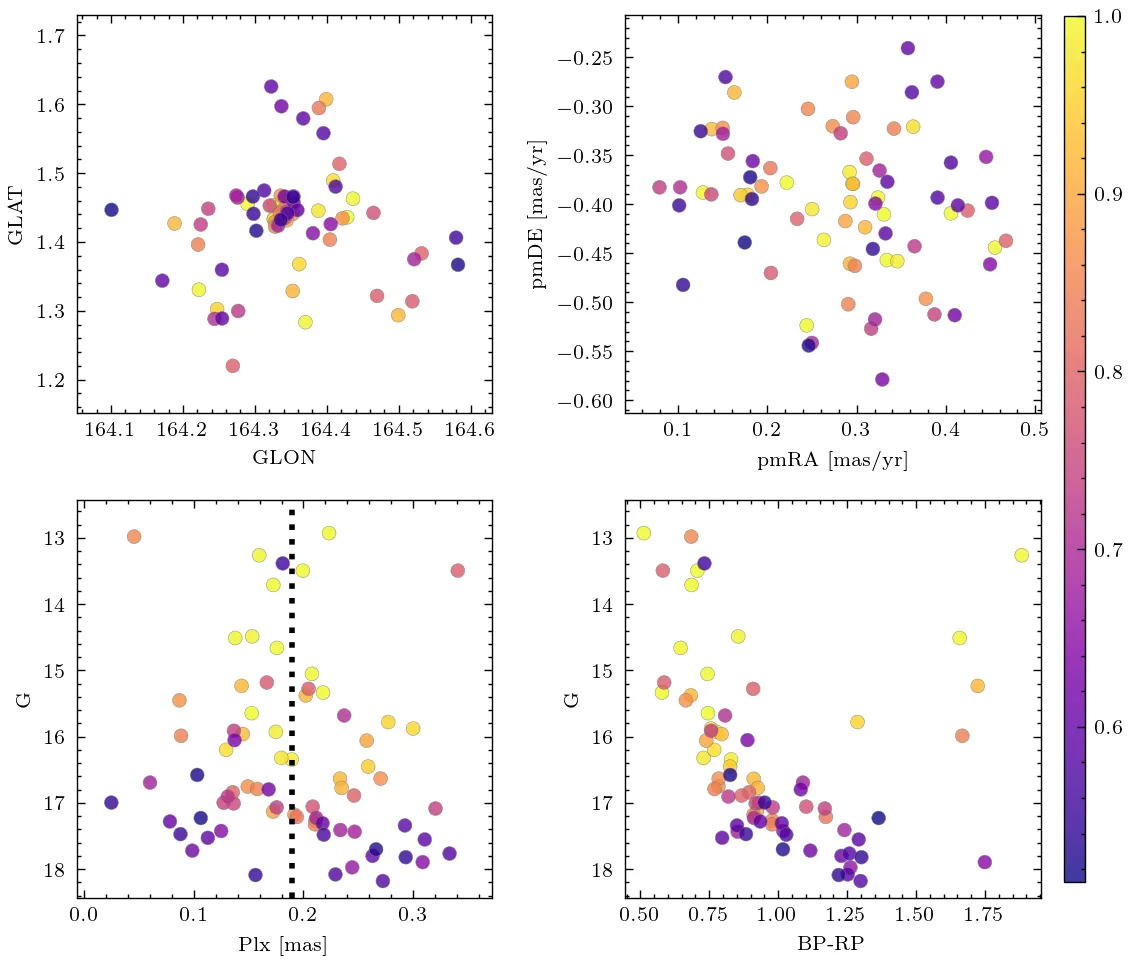 1.7
1.6
1.5
1.4
1.3
1.2
GLAT
164.1 164.2 164.3 164.4 164.5 164.6
GLON
−0.25
−0.30
−0.35
−0.40
−0.45
−0.50
−0.55
−0.60
pmDE [mas/yr]
0.1 0.2 0.3 0.4 0.5
pmRA [mas/yr]
13
14
15
16
17
18
G
0.0 0.1 0.2 0.3
Plx [mas]
13
14
15
16
17
18
G
0.50 0.75 1.00 1.25 1.50 1.75
BP-RP
1.0
0.9
0.8
0.7
0.6